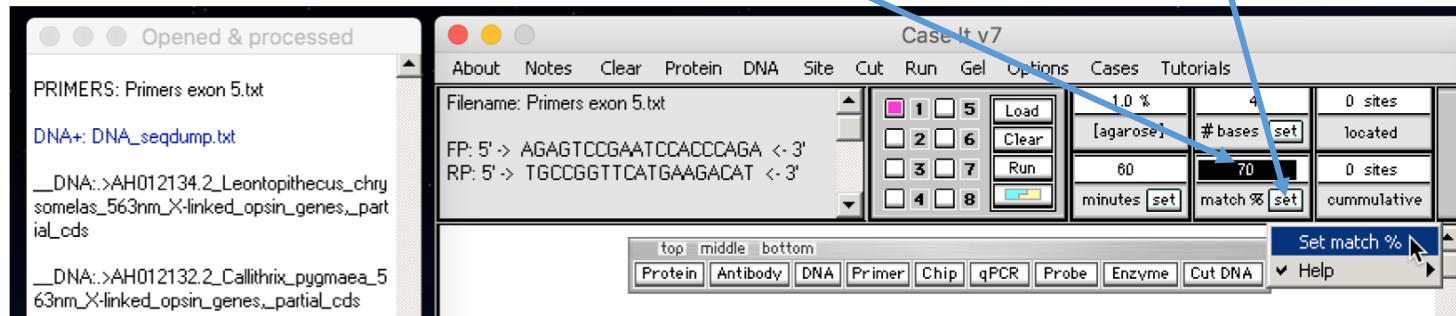 Opened & processed
PRIMERS: Primers exon 5.txt
DNA+: DNA_seqdump.txt
__DNA:.>AH012134.2_Leontopithecus_chry
somelas_563nm_X-linked_opsin_genes,_part
ial_cds
__DNA:.>AH012132.2_Callithrix_pygmaea_5
63nm_X-linked_opsin_genes,_partial_cds
Case It v7
About Notes Clear Protein DNA Site Cut Run Gel Options Cases Tutorials
Filename: Primers exon 5.txt
FP: 5' -> AGAGTCCGAATCCACCCAGA <- 3'
RP: 5' -> TGCCGGTTCATGAAGACAT <- 3'
1 5 Load
2 6 Clear
3 7 Run
4 8
1.0 % 4 0 sites
[agarose] # bases set located
60 70 0 sites
minutes set match % set cummulative
Set match %
Help
top middle bottom
Protein Antibody DNA Primer Chip qPCR Probe Enzyme Cut DNA